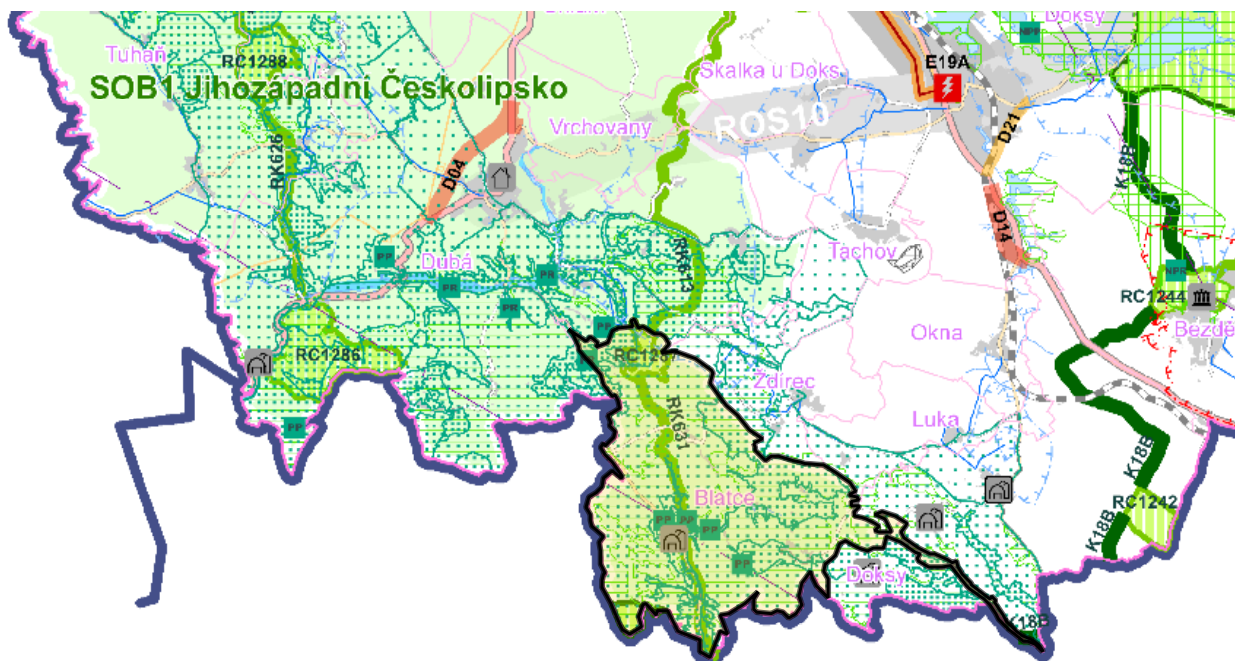 Doksy
NPP
Tuhaň
RC1288
E19A
Skalka u Doks
SOB1 Jihozápadní Českolipsko
Vrchovany
ROS10
D21
RK626
D04
K18B
D14
PP
Dubá
PR
PR
PR
RK613
Tachov
NPR
RC1244
PP
Okna
RC1286
Ždírec
Luka
RK631
PP
K18B
Blatce
RC1242
PP
PP
PP
K18B
PP
Doksy
K18B